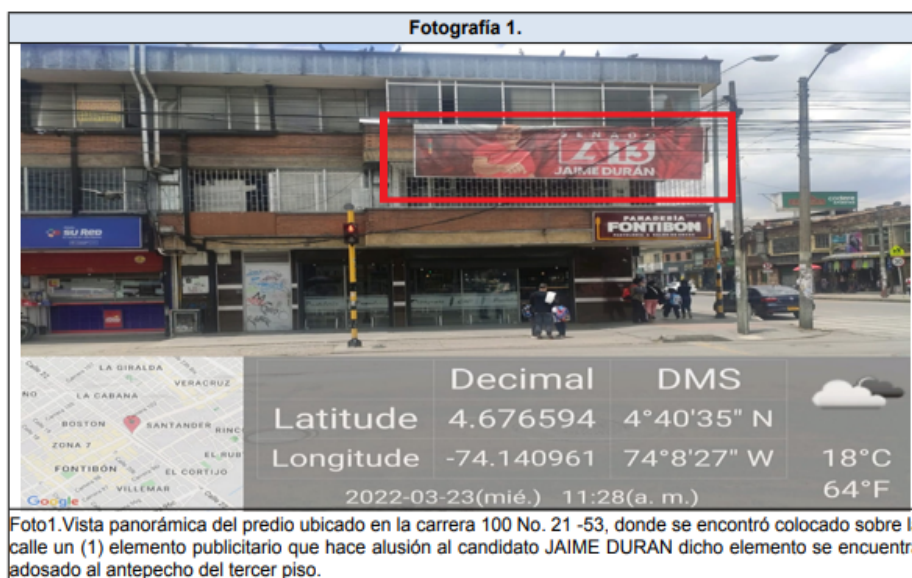 Fotografía 1.
SENADO
L 13
JAIME DURÁN
SU RED
PANADERÍA
FONTIBON
codere
LA GIRALDA
VERACRUZ
LA CABAÑA
BOSTON
SANTANDER
RINC
ZONA 7
EL RUB
FONTIBÓN
EL CORTIJO
VILLEMAR
Google
Decimal DMS
Latitude 4.676594 4°40'35" N
Longitude -74.140961 74°8'27" W
2022-03-23(mié.) 11:28(a. m.)
18°C
64°F
Foto1.Vista panorámica del predio ubicado en la carrera 100 No. 21 -53, donde se encontró colocado sobre l
calle un (1) elemento publicitario que hace alusión al candidato JAIME DURAN dicho elemento se encuentr
adosado al antepecho del tercer piso.